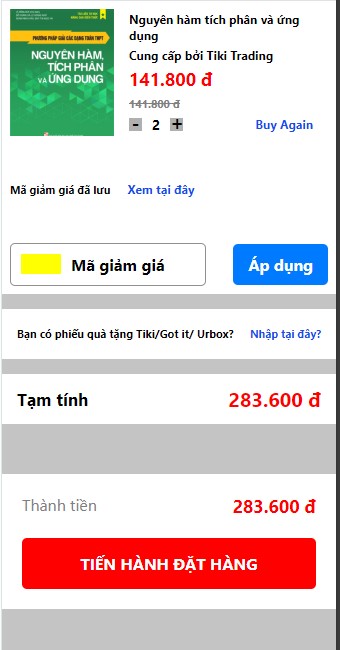 PHƯƠNG PHÁP GIẢI CÁC DẠNG TOÁN THPT
NGUYÊN HÀM,
TÍCH PHÂN
VÀ ỨNG DỤNG
Nguyên hàm tích phân và ứng
dụng
Cung cấp bởi Tiki Trading
141.800 đ
141.800 đ
- 2 +
Buy Again
Mã giảm giá đã lưu Xem tại đây
Mã giảm giá Áp dụng
Bạn có phiếu quà tặng Tiki/Got it/ Urbox? Nhập tại đây?
Tạm tính 283.600 đ
Thành tiền 283.600 đ
TIẾN HÀNH ĐẶT HÀNG